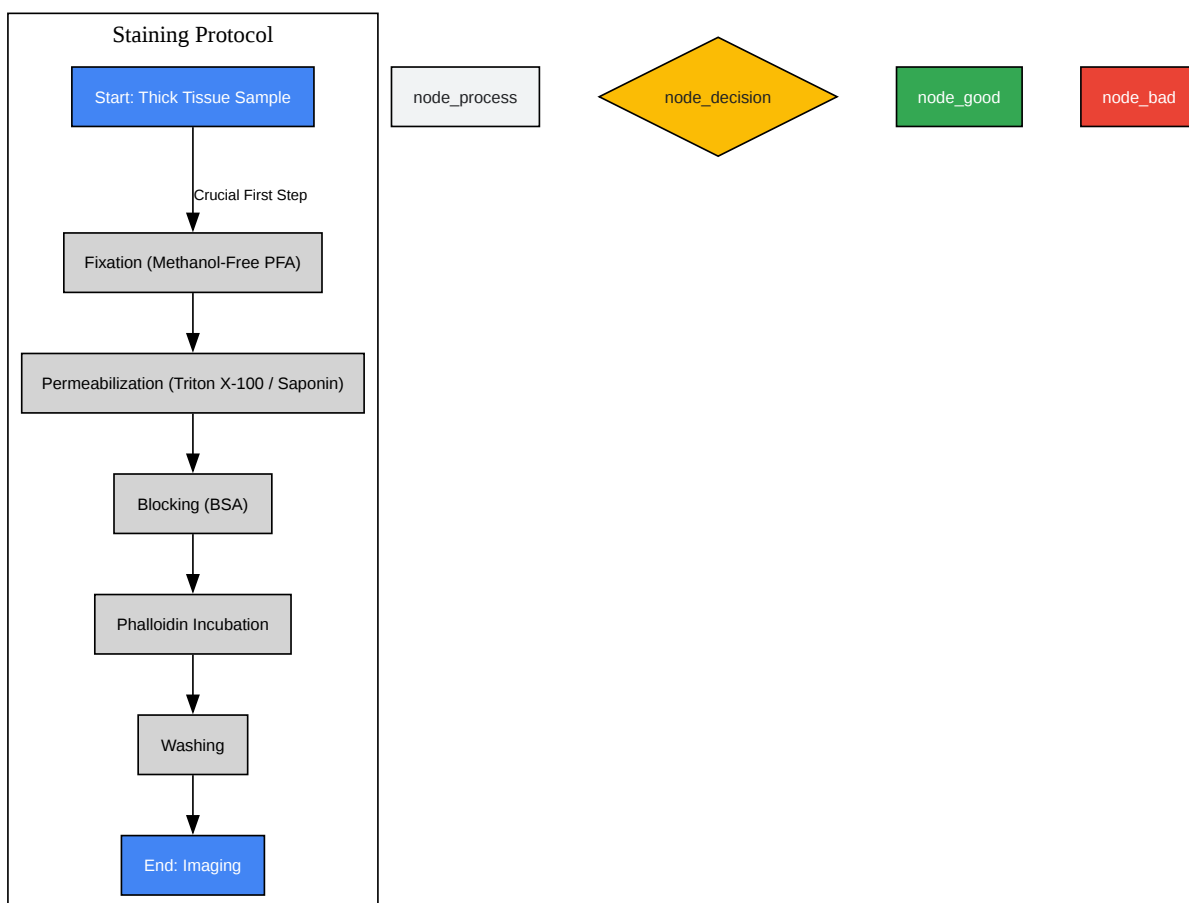 Staining Protocol
Start: Thick Tissue Sample
node_process
node_decision
node_good
node_bad
Crucial First Step
Fixation (Methanol-Free PFA)
Permeabilization (Triton X-100 / Saponin)
Blocking (BSA)
Phalloidin Incubation
Washing
End: Imaging